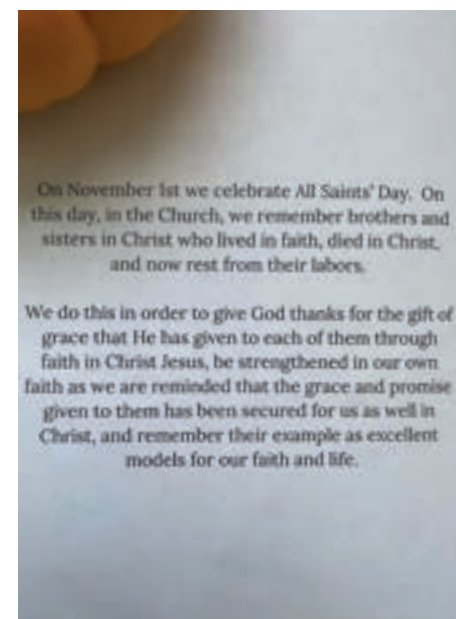 On November 1st we celebrate All Saints' Day. On
this day, in the Church, we remember brothers and
sisters in Christ who lived in faith, died in Christ,
and now rest from their labors.
We do this in order to give God thanks for the gift of
grace that He has given to each of them through
faith in Christ Jesus, be strengthened in our own
faith as we are reminded that the grace and promise
given to them has been secured for us as well in
Christ, and remember their example as excellent
models for our faith and life.